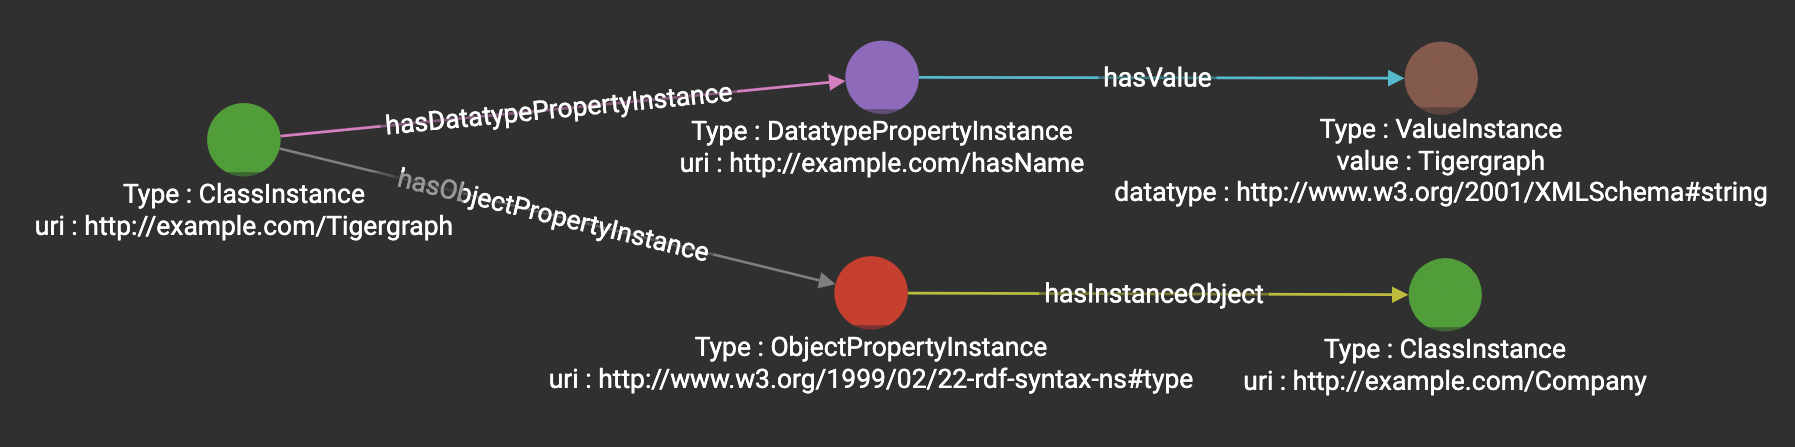 hasDatatypePropertyInstance
hasValue
Type : DatatypePropertyInstance
uri : http://example.com/hasName
Type : ValueInstance
value : Tigergraph
datatype : http://www.w3.org/2001/XMLSchema#string
Type : ClassInstance
uri : http://example.com/Tigergraph
hasObjectPropertyInstance
hasInstanceObject
Type : ObjectPropertyInstance
uri : http://www.w3.org/1999/02/22-rdf-syntax-ns#type
Type : ClassInstance
uri : http://example.com/Company